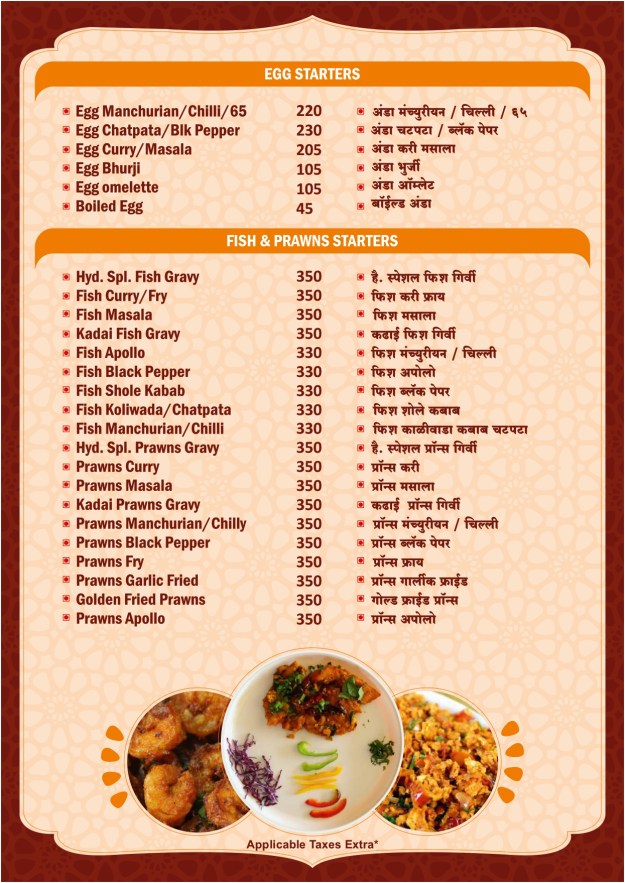 EGG STARTERS
Egg Manchurian/Chilli/65 220 अंडा मंच्युरीयन / चिल्ली / ६५
Egg Chatpata/Blk Pepper 230 अंडा चटपटा / ब्लॅक पेपर
Egg Curry/Masala 205 अंडा करी मसाला
Egg Bhurji 105 अंडा भुर्जी
Egg omelette 105 अंडा ऑम्लेट
Boiled Egg 45 बॉईल्ड अंडा
FISH & PRAWNS STARTERS
Hyd. Spl. Fish Gravy 350 है. स्पेशल फिश गिर्वी
Fish Curry/Fry 350 फिश करी फ्राय
Fish Masala 350 फिश मसाला
Kadai Fish Gravy 350 कढाई फिश गिर्वी
Fish Apollo 330 फिश मंच्युरीयन / चिल्ली
Fish Black Pepper 330 फिश अपोलो
Fish Shole Kabab 330 फिश ब्लॅक पेपर
Fish Koliwada/Chatpata 330 फिश शोले कबाब
Fish Manchurian/Chilli 330 फिश काळीवाडा कबाब चटपटा
Hyd. Spl. Prawns Gravy 350 है. स्पेशल प्रॉन्स गिर्वी
Prawns Curry 350 प्रॉन्स करी
Prawns Masala 350 प्रॉन्स मसाला
Kadai Prawns Gravy 350 कढाई प्रॉन्स गिर्वी
Prawns Manchurian/Chilly 350 प्रॉन्स मंच्युरीयन / चिल्ली
Prawns Black Pepper 350 प्रॉन्स ब्लॅक पेपर
Prawns Fry 350 प्रॉन्स फ्राय
Prawns Garlic Fried 350 प्रॉन्स गार्लीक फ्राईड
Golden Fried Prawns 350 गोल्ड फ्राईड प्रॉन्स
Prawns Apollo 350 प्रॉन्स अपोलो
Applicable Taxes Extra*